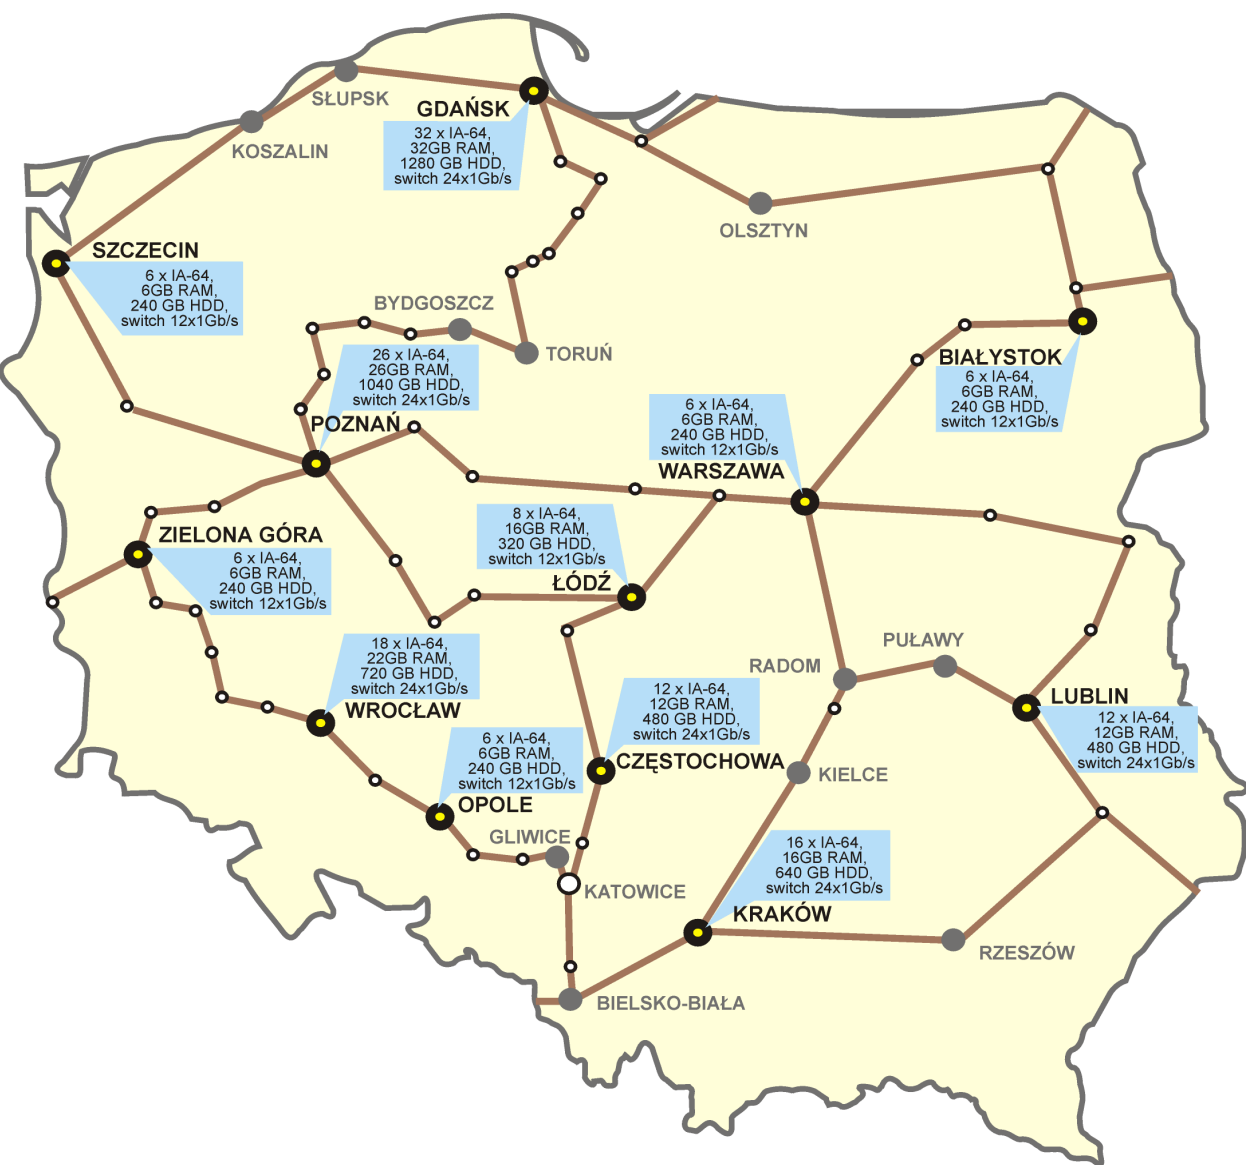 SŁUPSK
GDAŃSK
32 x IA-64,
32GB RAM,
1280 GB HDD,
switch 24x1Gb/s
KOSZALIN
OLSZTYN
SZCZECIN
6 x IA-64,
6GB RAM,
240 GB HDD,
switch 12x1Gb/s
BYDGOSZCZ
TORUŃ
26 x IA-64,
26GB RAM,
1040 GB HDD,
switch 24x1Gb/s
POZNAŃ
BIAŁYSTOK
6 x IA-64,
6GB RAM,
240 GB HDD,
switch 12x1Gb/s
6 x IA-64,
6GB RAM,
240 GB HDD,
switch 12x1Gb/s
WARSZAWA
ZIELONA GÓRA
6 x IA-64,
6GB RAM,
240 GB HDD,
switch 12x1Gb/s
8 x IA-64,
16GB RAM,
320 GB HDD,
switch 12x1Gb/s
ŁÓDŹ
18 x IA-64,
22GB RAM,
720 GB HDD,
switch 24x1Gb/s
WROCŁAW
PUŁAWY
RADOM
LUBLIN
12 x IA-64,
12GB RAM,
480 GB HDD,
switch 24x1Gb/s
12 x IA-64,
12GB RAM,
480 GB HDD,
switch 24x1Gb/s
CZĘSTOCHOWA
KIELCE
6 x IA-64,
6GB RAM,
240 GB HDD,
switch 12x1Gb/s
OPOLE
GLIWICE
KATOWICE
16 x IA-64,
16GB RAM,
640 GB HDD,
switch 24x1Gb/s
KRAKÓW
RZESZÓW
BIELSKO-BIAŁA